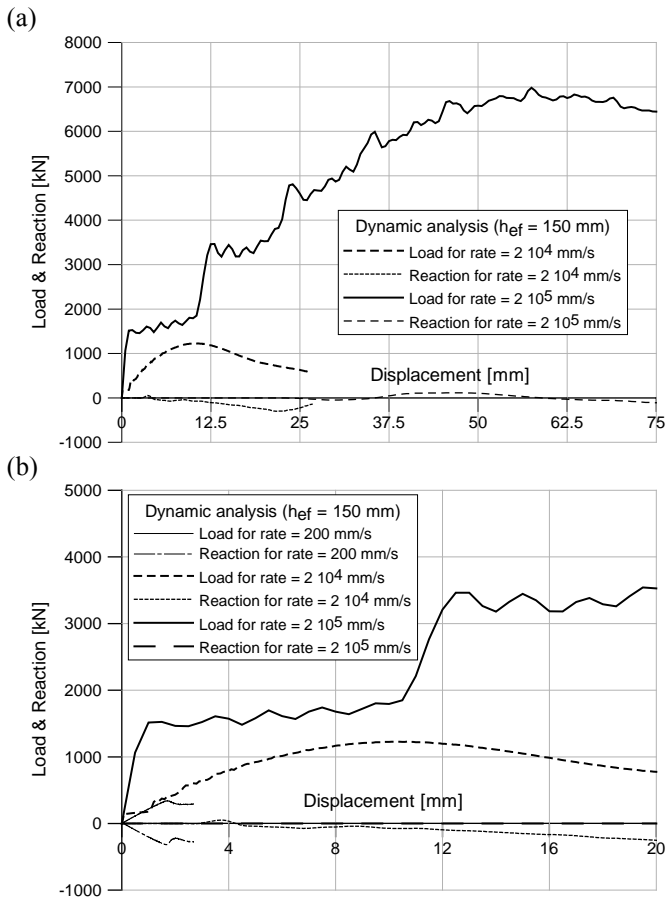 (a)
8000
7000
6000
5000
4000
3000
2000
1000
0
-1000
Load & Reaction [kN]
Dynamic analysis (hef = 150 mm)
Load for rate = 2 10⁴ mm/s
Reaction for rate = 2 10⁴ mm/s
Load for rate = 2 10⁵ mm/s
Reaction for rate = 2 10⁵ mm/s
Displacement [mm]
0 12.5 25 37.5 50 62.5 75
(b)
5000
4000
3000
2000
1000
0
-1000
Load & Reaction [kN]
Dynamic analysis (hef = 150 mm)
Load for rate = 200 mm/s
Reaction for rate = 200 mm/s
Load for rate = 2 10⁴ mm/s
Reaction for rate = 2 10⁴ mm/s
Load for rate = 2 10⁵ mm/s
Reaction for rate = 2 10⁵ mm/s
Displacement [mm]
0 4 8 12 16 20